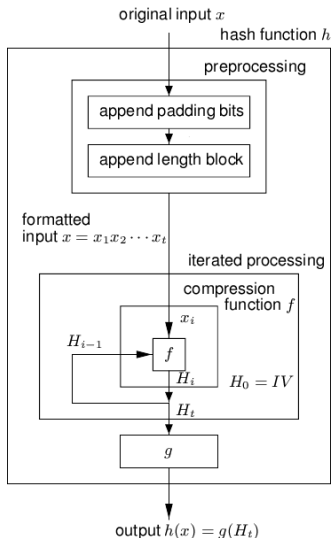 original input x
hash function h
preprocessing
append padding bits
append length block
formatted
input x = x₁x₂ ··· xₜ
iterated processing
compression
function f
xᵢ
Hᵢ₋₁
f
Hᵢ
H₀ = IV
Hₜ
g
output h(x) = g(Hₜ)